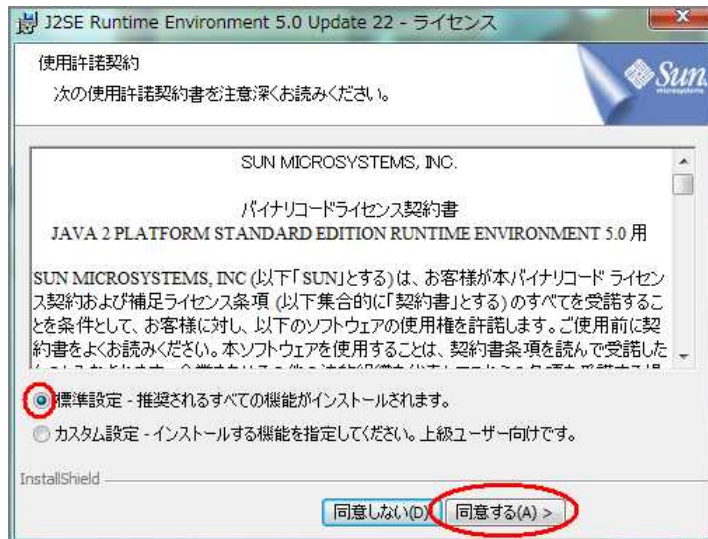 J2SE Runtime Environment 5.0 Update 22 - ライセンス
使用許諾契約
次の使用許諾契約書を注意深くお読みください。
Sun
microsystems
SUN MICROSYSTEMS, INC.
バイナリコードライセンス契約書
JAVA 2 PLATFORM STANDARD EDITION RUNTIME ENVIRONMENT 5.0 用
SUN MICROSYSTEMS, INC (以下「SUN」とする) は、お客様が本バイナリコード ライセン
ス契約および補足ライセンス条項 (以下集合的に「契約書」とする) のすべてを受諾するこ
とを条件として、お客様に対し、以下のソフトウェアの使用権を許諾します。ご使用前に契
約書をよくお読みください。本ソフトウェアを使用することは、契約書条項を読んで受諾した
標準設定 - 推奨されるすべての機能がインストールされます。
カスタム設定 - インストールする機能を指定してください。上級ユーザー向けです。
InstallShield
同意しない(D)
同意する(A) >